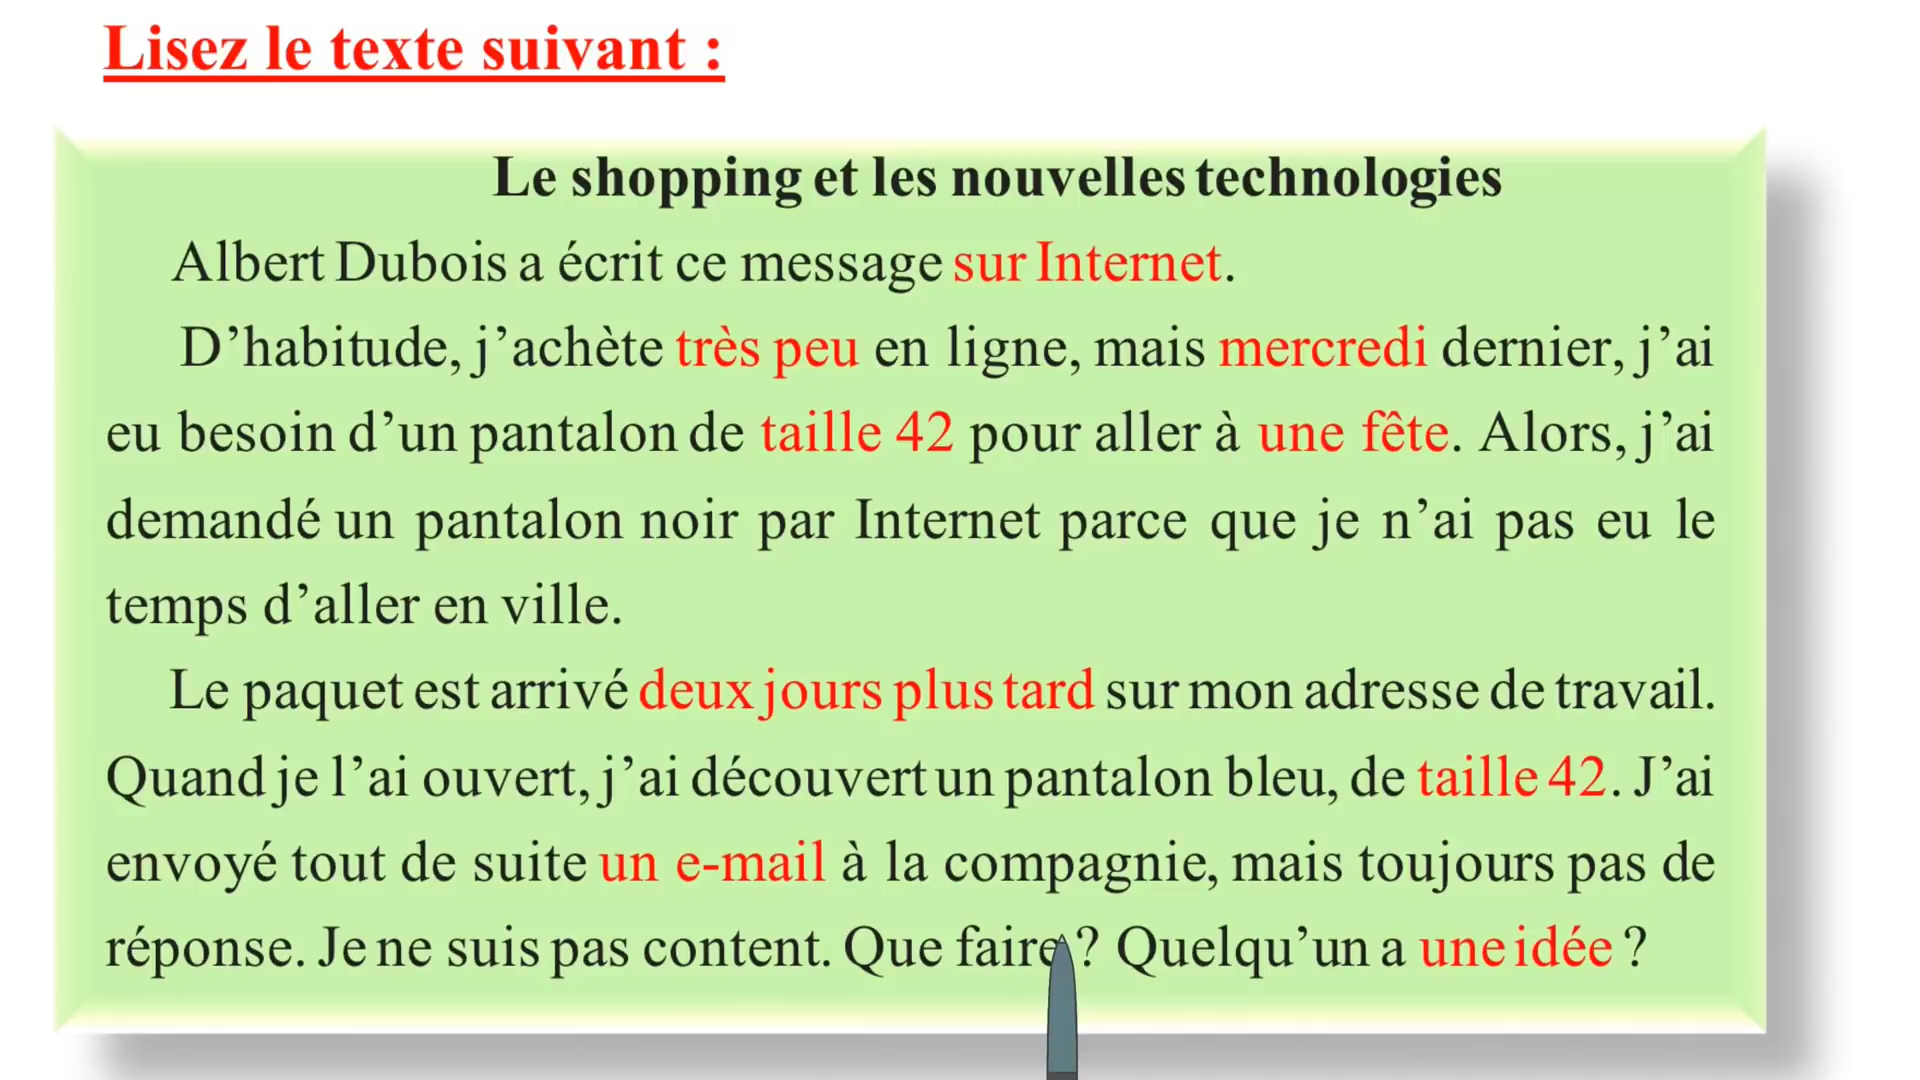 Lisez le texte suivant :
Le shopping et les nouvelles technologies
Albert Dubois a écrit ce message sur Internet.
D’habitude, j’achète très peu en ligne, mais mercredi dernier, j’ai
eu besoin d’un pantalon de taille 42 pour aller à une fête. Alors, j’ai
demandé un pantalon noir par Internet parce que je n’ai pas eu le
temps d’aller en ville.
Le paquet est arrivé deux jours plus tard sur mon adresse de travail.
Quand je l’ai ouvert, j’ai découvert un pantalon bleu, de taille 42. J’ai
envoyé tout de suite un e-mail à la compagnie, mais toujours pas de
réponse. Je ne suis pas content. Que faire ? Quelqu’un a une idée ?